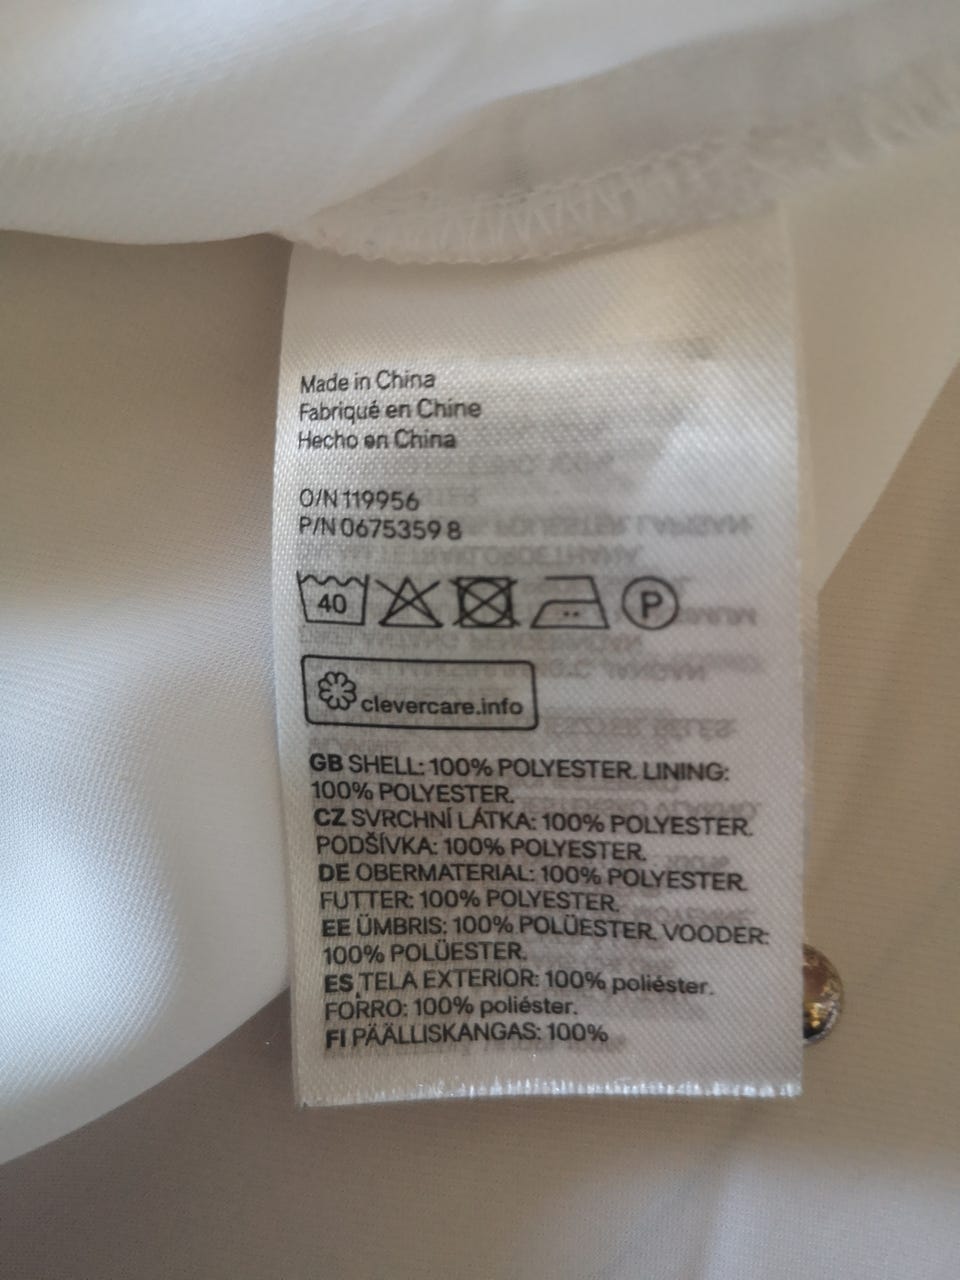 Made in China
Fabriqué en Chine
Hecho en China
O/N 119956
P/N 0675359 8
40
P
clevercare.info
GB SHELL: 100% POLYESTER. LINING:
100% POLYESTER.
CZ SVRCHNÍ LÁTKA: 100% POLYESTER.
PODŠÍVKA: 100% POLYESTER.
DE OBERMATERIAL: 100% POLYESTER.
FUTTER: 100% POLYESTER.
EE ÜMBRIS: 100% POLÜESTER. VOODER:
100% POLÜESTER.
ES TELA EXTERIOR: 100% poliéster.
FORRO: 100% poliéster.
FI PÄÄLLISKANGAS: 100%